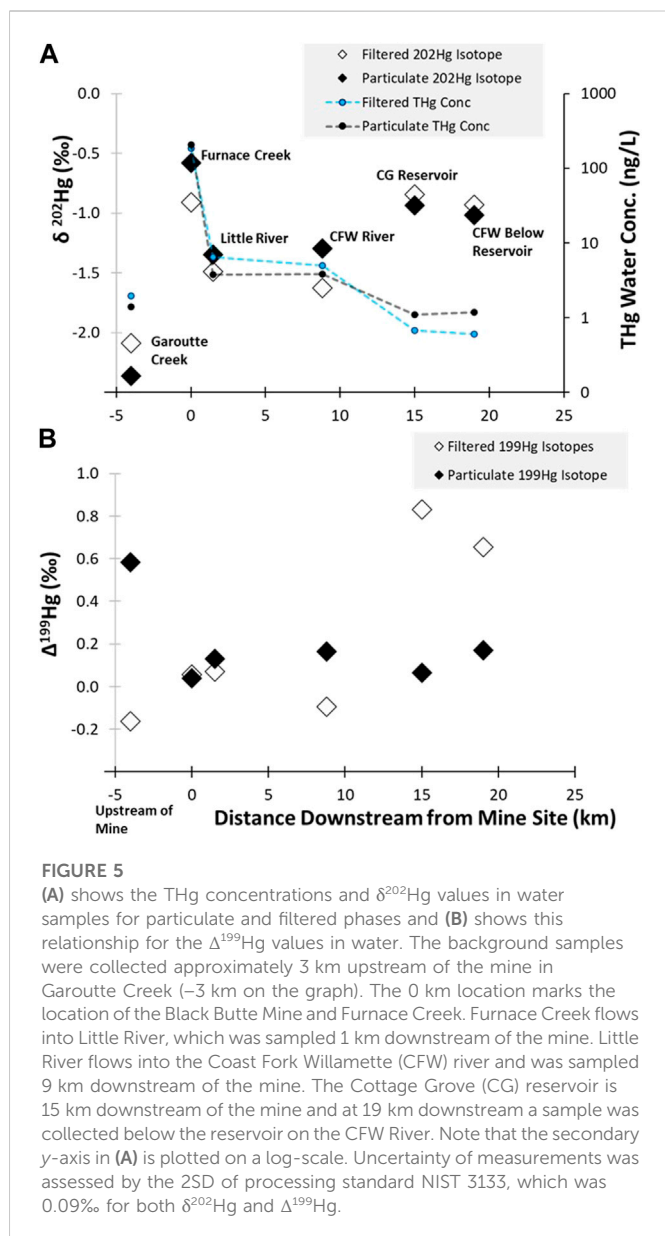 A
Filtered 202Hg Isotope
Particulate 202Hg Isotope
Filtered THg Conc
Particulate THg Conc
0.0
-0.5
-1.0
-1.5
-2.0
δ 202Hg (‰)
1000
100
10
1
0
THg Water Conc. (ng/L)
Furnace Creek
Little River
CFW River
CG Reservoir
CFW Below
Reservoir
Garoutte
Creek
-5 0 5 10 15 20 25
B
Filtered 199Hg Isotopes
Particulate 199Hg Isotope
1.0
0.8
0.6
0.4
0.2
0.0
-0.2
Δ199Hg (‰)
-5 0 5 10 15 20 25
Upstream of
Mine
Distance Downstream from Mine Site (km)
FIGURE 5
(A) shows the THg concentrations and δ202Hg values in water
samples for particulate and filtered phases and (B) shows this
relationship for the Δ199Hg values in water. The background samples
were collected approximately 3 km upstream of the mine in
Garoutte Creek (−3 km on the graph). The 0 km location marks the
location of the Black Butte Mine and Furnace Creek. Furnace Creek flows
into Little River, which was sampled 1 km downstream of the mine. Little
River flows into the Coast Fork Willamette (CFW) river and was sampled
9 km downstream of the mine. The Cottage Grove (CG) reservoir is
15 km downstream of the mine and at 19 km downstream a sample was
collected below the reservoir on the CFW River. Note that the secondary
y-axis in (A) is plotted on a log-scale. Uncertainty of measurements was
assessed by the 2SD of processing standard NIST 3133, which was
0.09‰ for both δ202Hg and Δ199Hg.